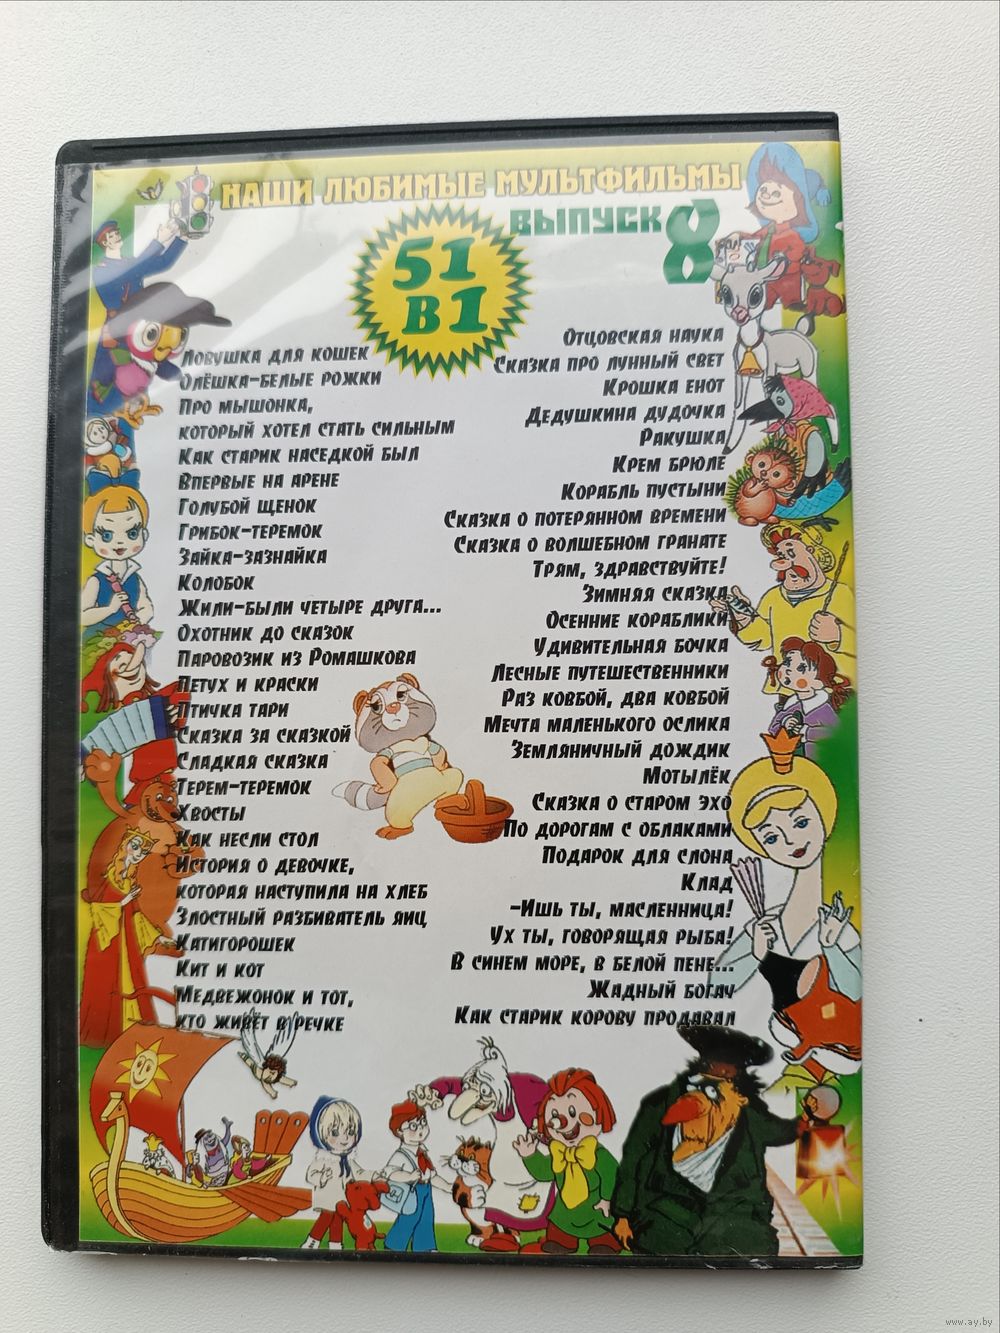 НАШИ ЛЮБИМЫЕ МУЛЬТФИЛЬМЫ
ВЫПУСК 8
51
В 1
Ловушка для кошек
Олёшка-белые рожки
Про мышонка,
который хотел стать сильным
Как старик наседкой был
Впервые на арене
Голубой щенок
Грибок-теремок
Зайка-зазнайка
Колобок
Жили-были четыре друга...
Охотник до сказок
Паровозик из Ромашкова
Петух и краски
Птичка тари
Сказка за сказкой
Сладкая сказка
Терем-теремок
Хвосты
Как несли стол
История о девочке,
которая наступила на хлеб
Злостный разбиватель яиц
Катигорошек
Кит и кот
Медвежонок и тот,
кто живёт в речке
Отцовская наука
Сказка про лунный свет
Крошка енот
Дедушкина дудочка
Ракушка
Крем брюле
Корабль пустыни
Сказка о потерянном времени
Сказка о волшебном гранате
Трям, здравствуйте!
Зимняя сказка
Осенние кораблики
Удивительная бочка
Лесные путешественники
Раз ковбой, два ковбой
Мечта маленького ослика
Земляничный дождик
Мотылёк
Сказка о старом эхо
По дорогам с облаками
Подарок для слона
Клад
-Ишь ты, масленница!
Ух ты, говорящая рыба!
В синем море, в белой пене...
Жадный богач
Как старик корову продавал
www.ay.by